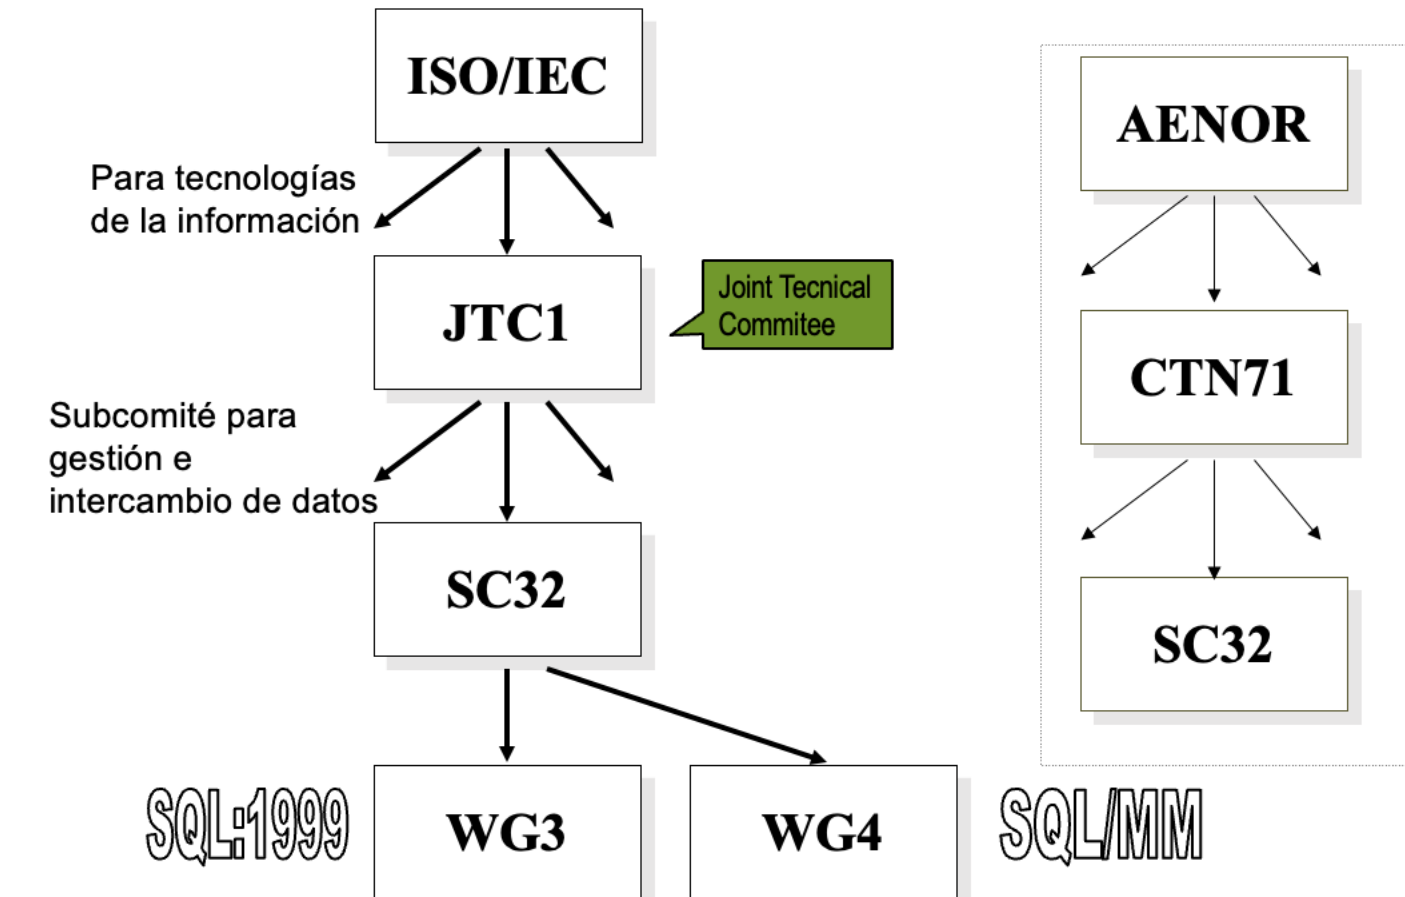 ISO/IEC
Para tecnologías
de la información
JTC1
Joint Tecnical
Commitee
Subcomité para
gestión e
intercambio de datos
SC32
SQL:1999
WG3
WG4
SQL/MM
AENOR
CTN71
SC32